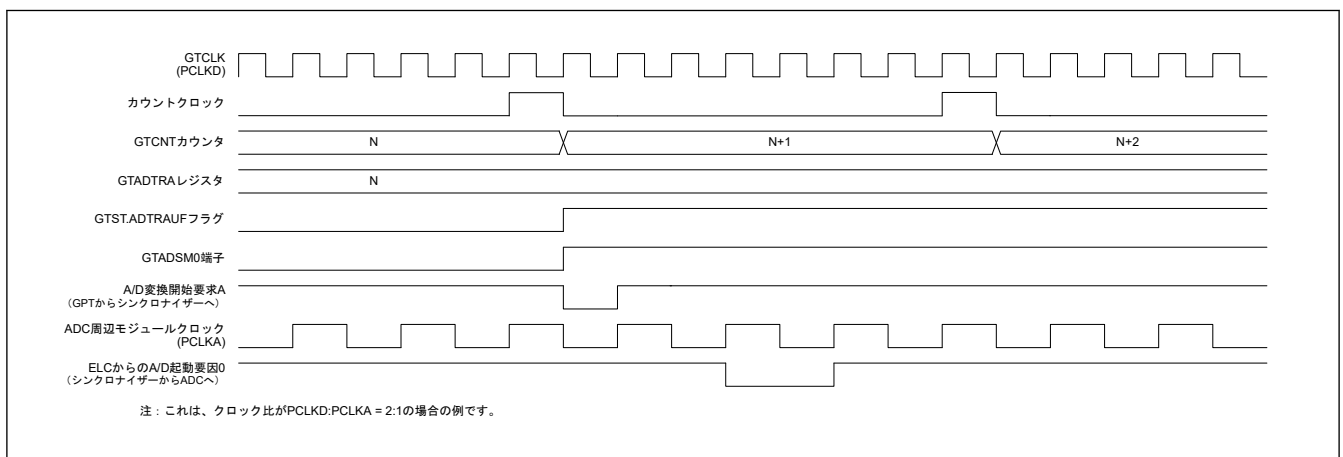 GTCLK
(PCLKD)
カウントクロック
GTCNTカウンタ
N
N+1
N+2
GTADTRAレジスタ
N
GTST.ADTRAUFフラグ
GTADSM0端子
A/D変換開始要求A
（GPTからシンクロナイザーへ）
ADC周辺モジュールクロック
(PCLKA)
ELCからのA/D起動要因0
（シンクロナイザーからADCへ）
注：これは、クロック比がPCLKD:PCLKA = 2:1の場合の例です。